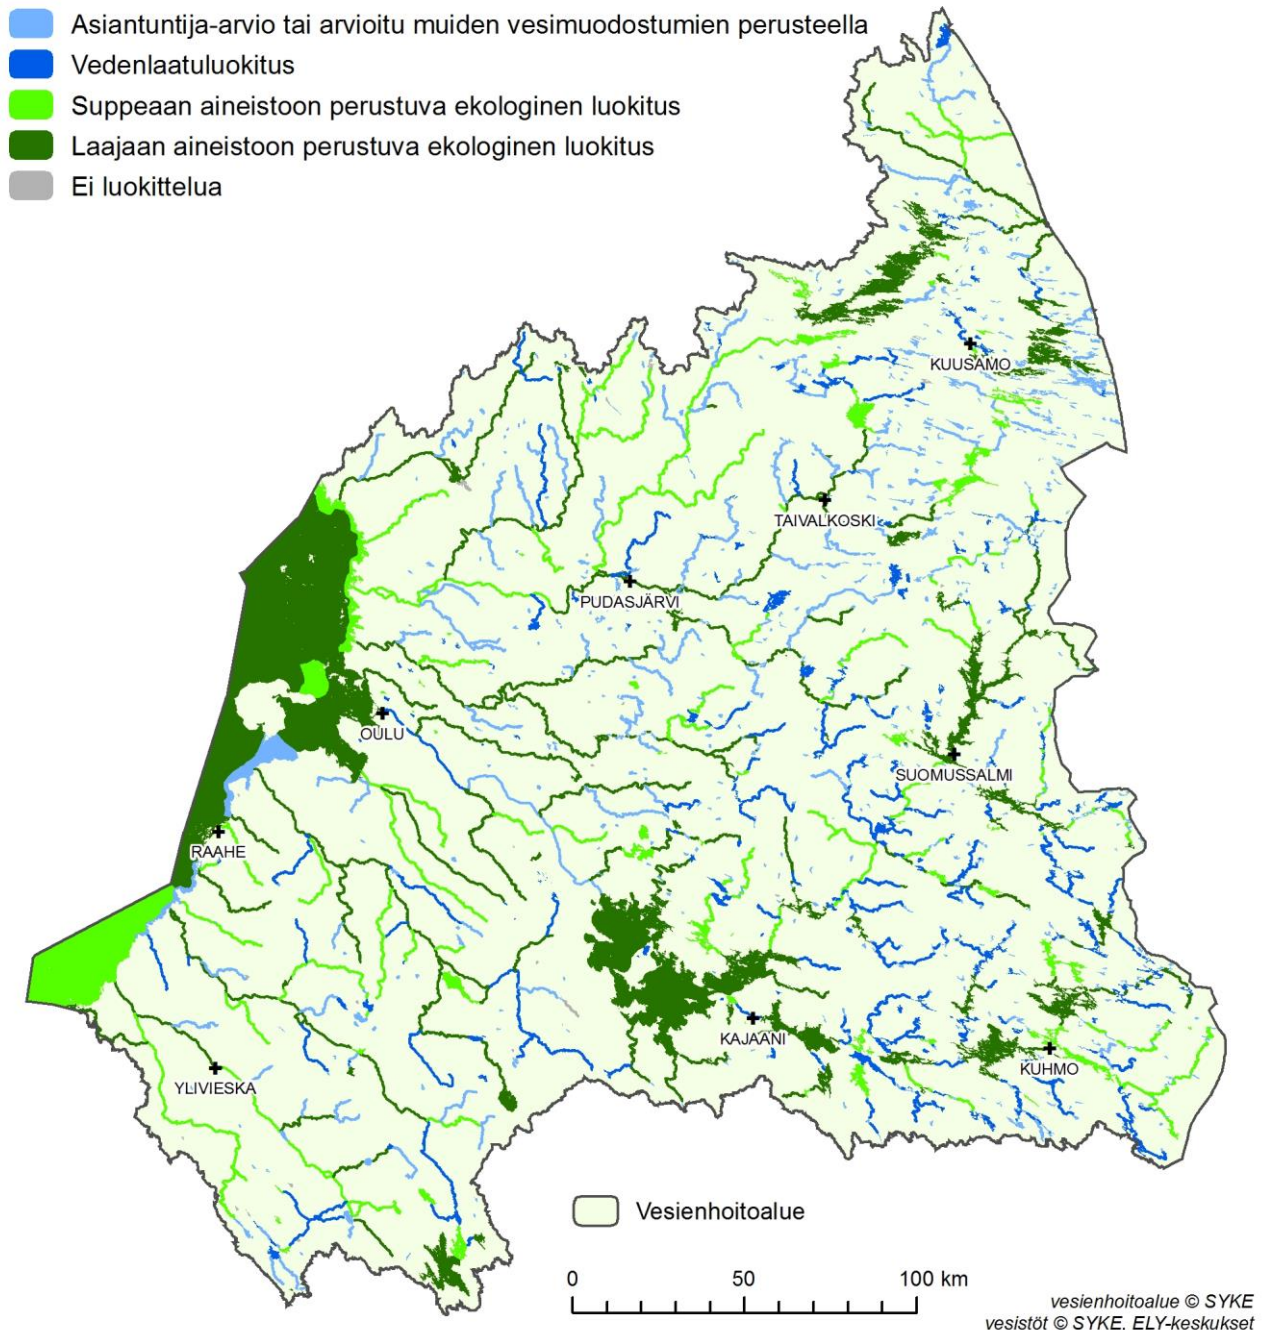 Asiantuntija-arvio tai arvioitu muiden vesimuodostumien perusteella
Vedenlaatuluokitus
Suppeaan aineistoon perustuva ekologinen luokitus
Laajaan aineistoon perustuva ekologinen luokitus
Ei luokittelua
KUUSAMO
TAIVALKOSKI
PUDASJÄRVI
OULU
SUOMUSSALMI
RAAHE
KAJAANI
KUHMO
YLIVIESKA
Vesienhoitoalue
0 50 100 km
vesienhoitoalue © SYKE
vesistöt © SYKE, ELY-keskukset